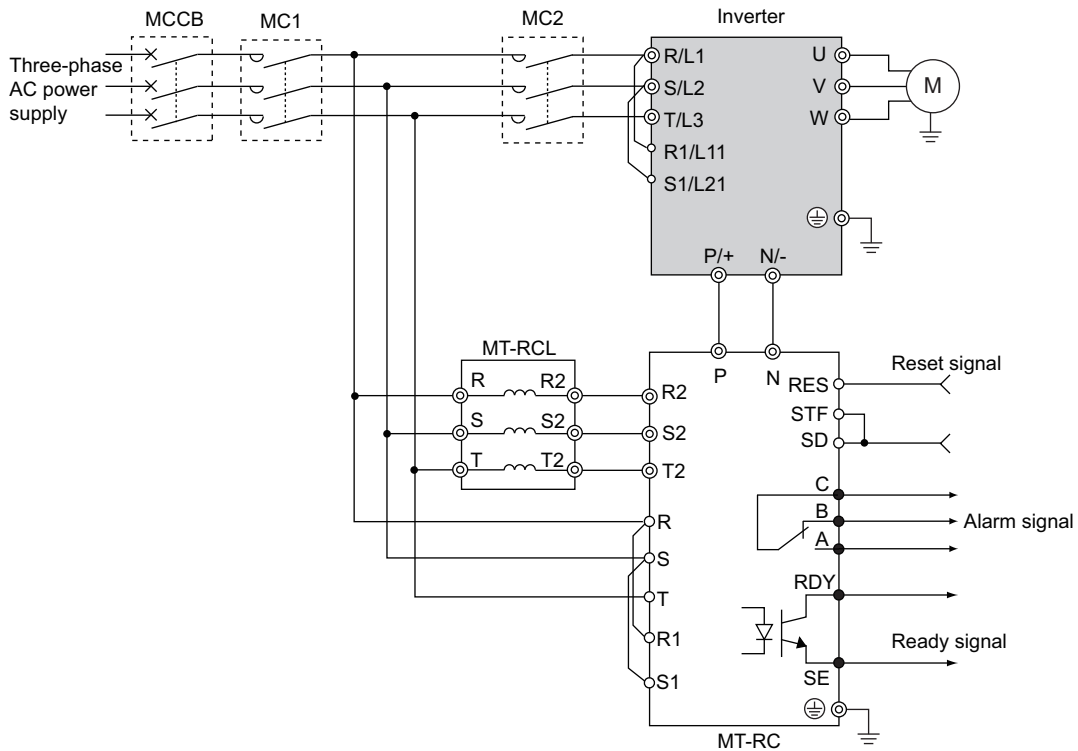 MCCB
MC1
MC2
Inverter
Three-phase
AC power
supply
R/L1
S/L2
T/L3
R1/L11
S1/L21
U
V
W
M
P/+
N/-
MT-RCL
R
R2
S
S2
T
T2
P
N
R2
S2
T2
R
S
T
R1
S1
RES
STF
SD
C
B
A
RDY
SE
Reset signal
Alarm signal
Ready signal
MT-RC